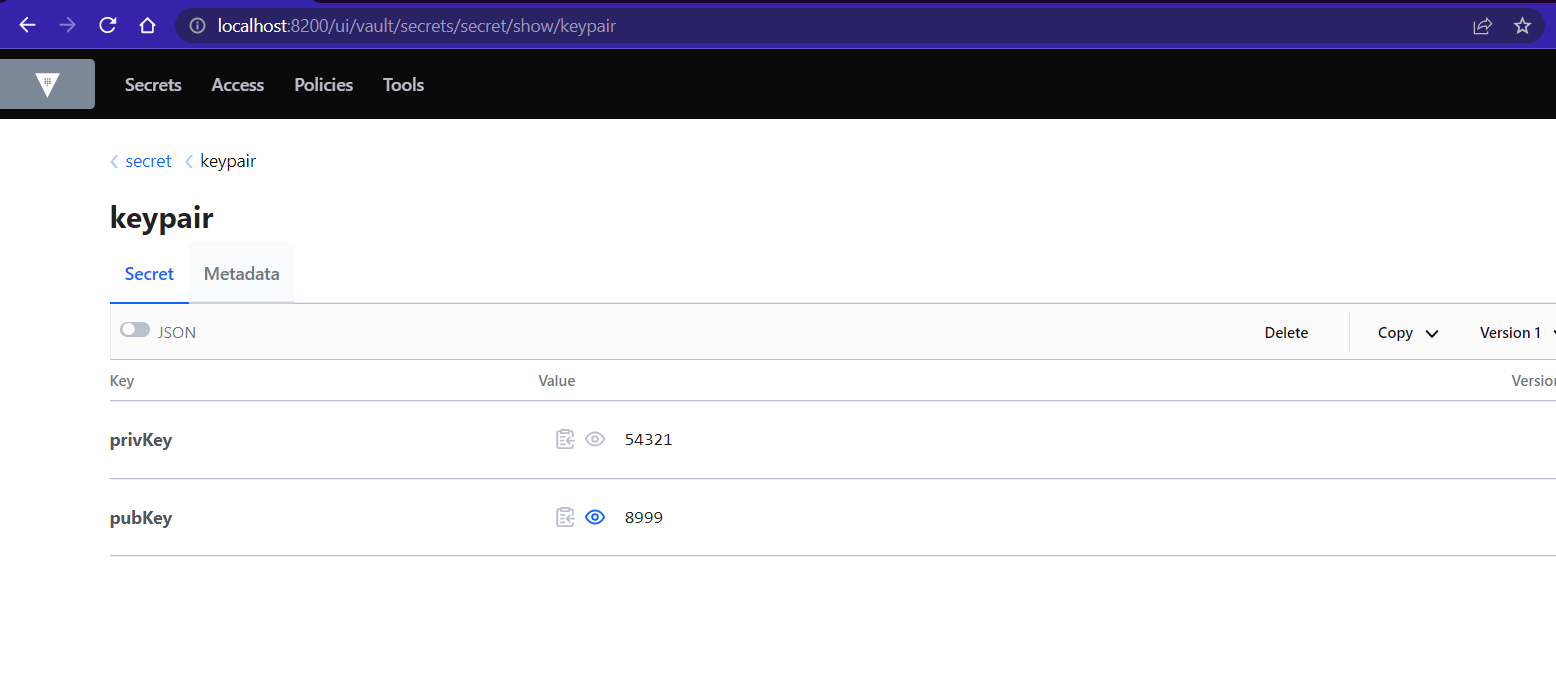 localhost:8200/ui/vault/secrets/secret/show/keypair
Secrets Access Policies Tools
secret keypair
keypair
Secret Metadata
JSON Delete Copy Version 1
Key Value
privKey 54321
pubKey 8999